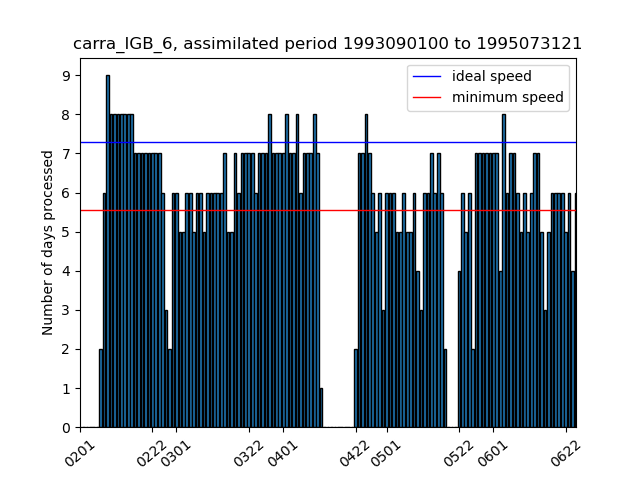 carra_IGB_6, assimilated period 1993090100 to 1995073121
ideal speed
minimum speed
Number of days processed
9
8
7
6
5
4
3
2
1
0
0201 0222 0301 0322 0401 0422 0501 0522 0601 0622